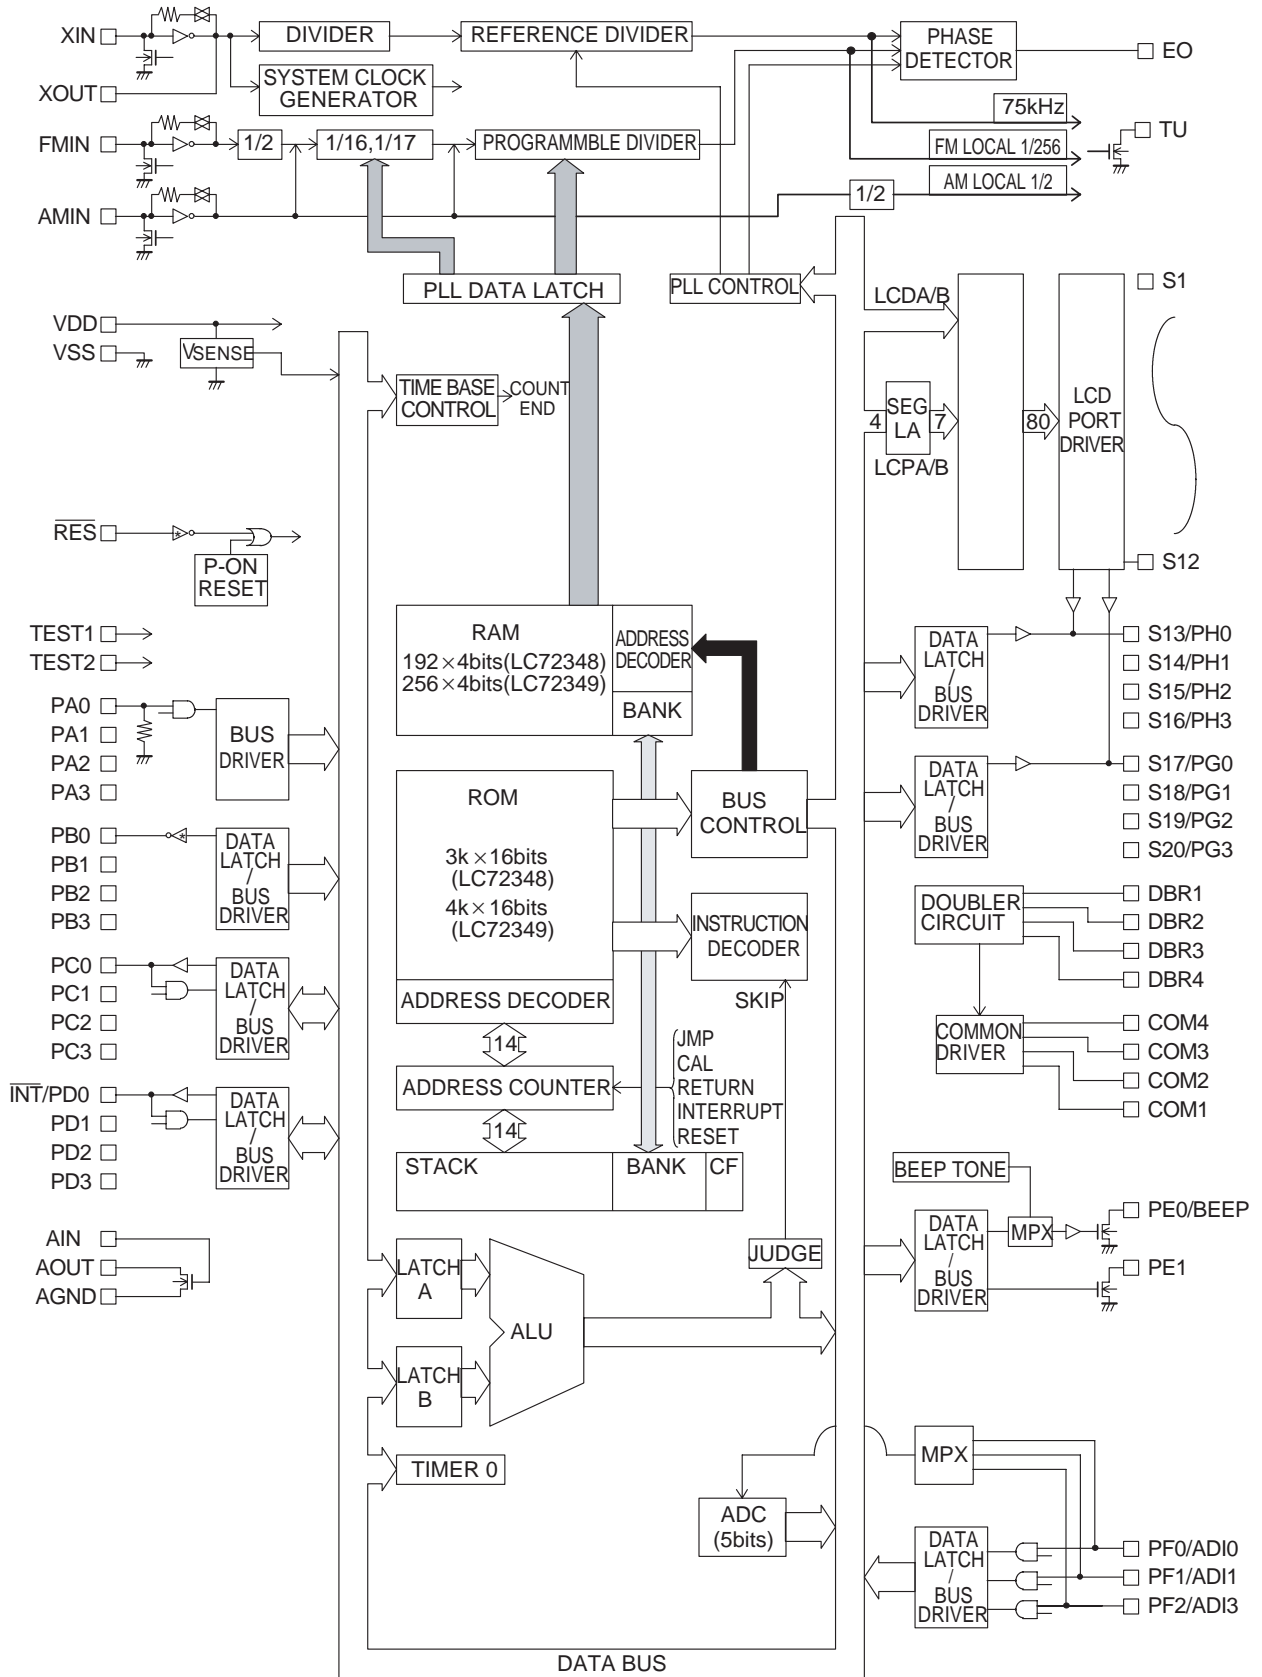 XIN
DIVIDER
REFERENCE DIVIDER
PHASE
DETECTOR
EO
XOUT
SYSTEM CLOCK
GENERATOR
75kHz
TU
FMIN
1/2
1/16,1/17
PROGRAMMBLE DIVIDER
FM LOCAL 1/256
AMIN
1/2
AM LOCAL 1/2
PLL DATA LATCH
PLL CONTROL
LCDA/B
S1
VDD
VSS
VSENSE
TIME BASE
CONTROL
COUNT
END
4
SEG
LA
7
80
LCD
PORT
DRIVER
LCPA/B
RES
*
P-ON
RESET
S12
TEST1
TEST2
RAM
192×4bits(LC72348)
256×4bits(LC72349)
ADDRESS
DECODER
BANK
DATA
LATCH
/
BUS
DRIVER
S13/PH0
S14/PH1
S15/PH2
S16/PH3
PA0
PA1
PA2
PA3
BUS
DRIVER
ROM
3k×16bits
(LC72348)
4k×16bits
(LC72349)
ADDRESS DECODER
BUS
CONTROL
DATA
LATCH
/
BUS
DRIVER
S17/PG0
S18/PG1
S19/PG2
S20/PG3
PB0
PB1
PB2
PB3
*
DATA
LATCH
/
BUS
DRIVER
INSTRUCTION
DECODER
SKIP
DOUBLER
CIRCUIT
DBR1
DBR2
DBR3
DBR4
PC0
PC1
PC2
PC3
DATA
LATCH
/
BUS
DRIVER
14
ADDRESS COUNTER
14
JMP
CAL
RETURN
INTERRUPT
RESET
COMMON
DRIVER
COM4
COM3
COM2
COM1
INT/PD0
PD1
PD2
PD3
DATA
LATCH
/
BUS
DRIVER
STACK
BANK
CF
BEEP TONE
DATA
LATCH
/
BUS
DRIVER
MPX
PE0/BEEP
PE1
AIN
AOUT
AGND
LATCH
A
ALU
JUDGE
LATCH
B
TIMER 0
MPX
ADC
(5bits)
DATA
LATCH
/
BUS
DRIVER
PF0/ADI0
PF1/ADI1
PF2/ADI3
DATA BUS